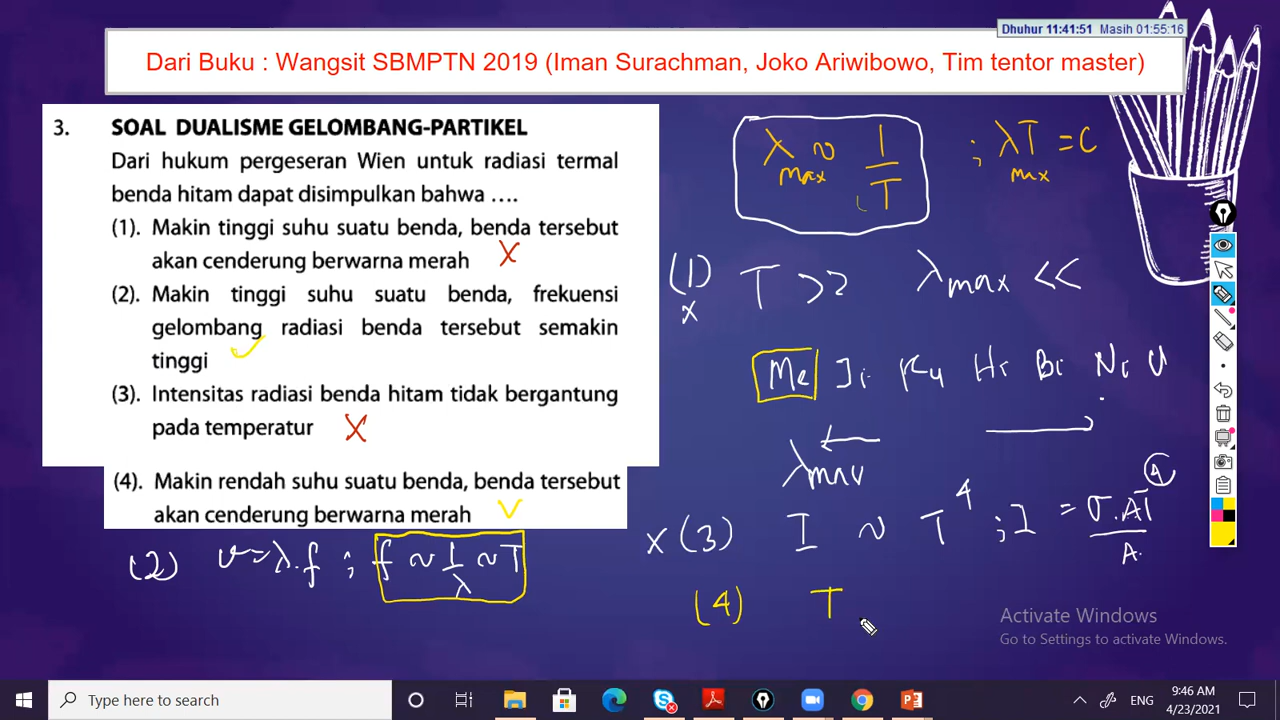 Dhuhur 11:41:51 Masih 01:55:16
Dari Buku : Wangsit SBMPTN 2019 (Iman Surachman, Joko Ariwibowo, Tim tentor master)
3. SOAL DUALISME GELOMBANG-PARTIKEL
Dari hukum pergeseran Wien untuk radiasi termal
benda hitam dapat disimpulkan bahwa ....
(1). Makin tinggi suhu suatu benda, benda tersebut
akan cenderung berwarna merah X
(2). Makin tinggi suhu suatu benda, frekuensi
gelombang radiasi benda tersebut semakin
tinggi ✓
(3). Intensitas radiasi benda hitam tidak bergantung
pada temperatur X
(4). Makin rendah suhu suatu benda, benda tersebut
akan cenderung berwarna merah V
(2) v = λ.f ; f ~ 1/λ ~ T
λmax ~ 1/T ; λmax T = C
(1) T >> λmax <<
x
Me Ji Ku Hi Bi Ni U
←
→
λmax
x (3) I ~ T^4 ; I = σ.AT^4/A.
(4) T
Activate Windows
Go to Settings to activate Windows.
Type here to search
ENG
9:46 AM
4/23/2021